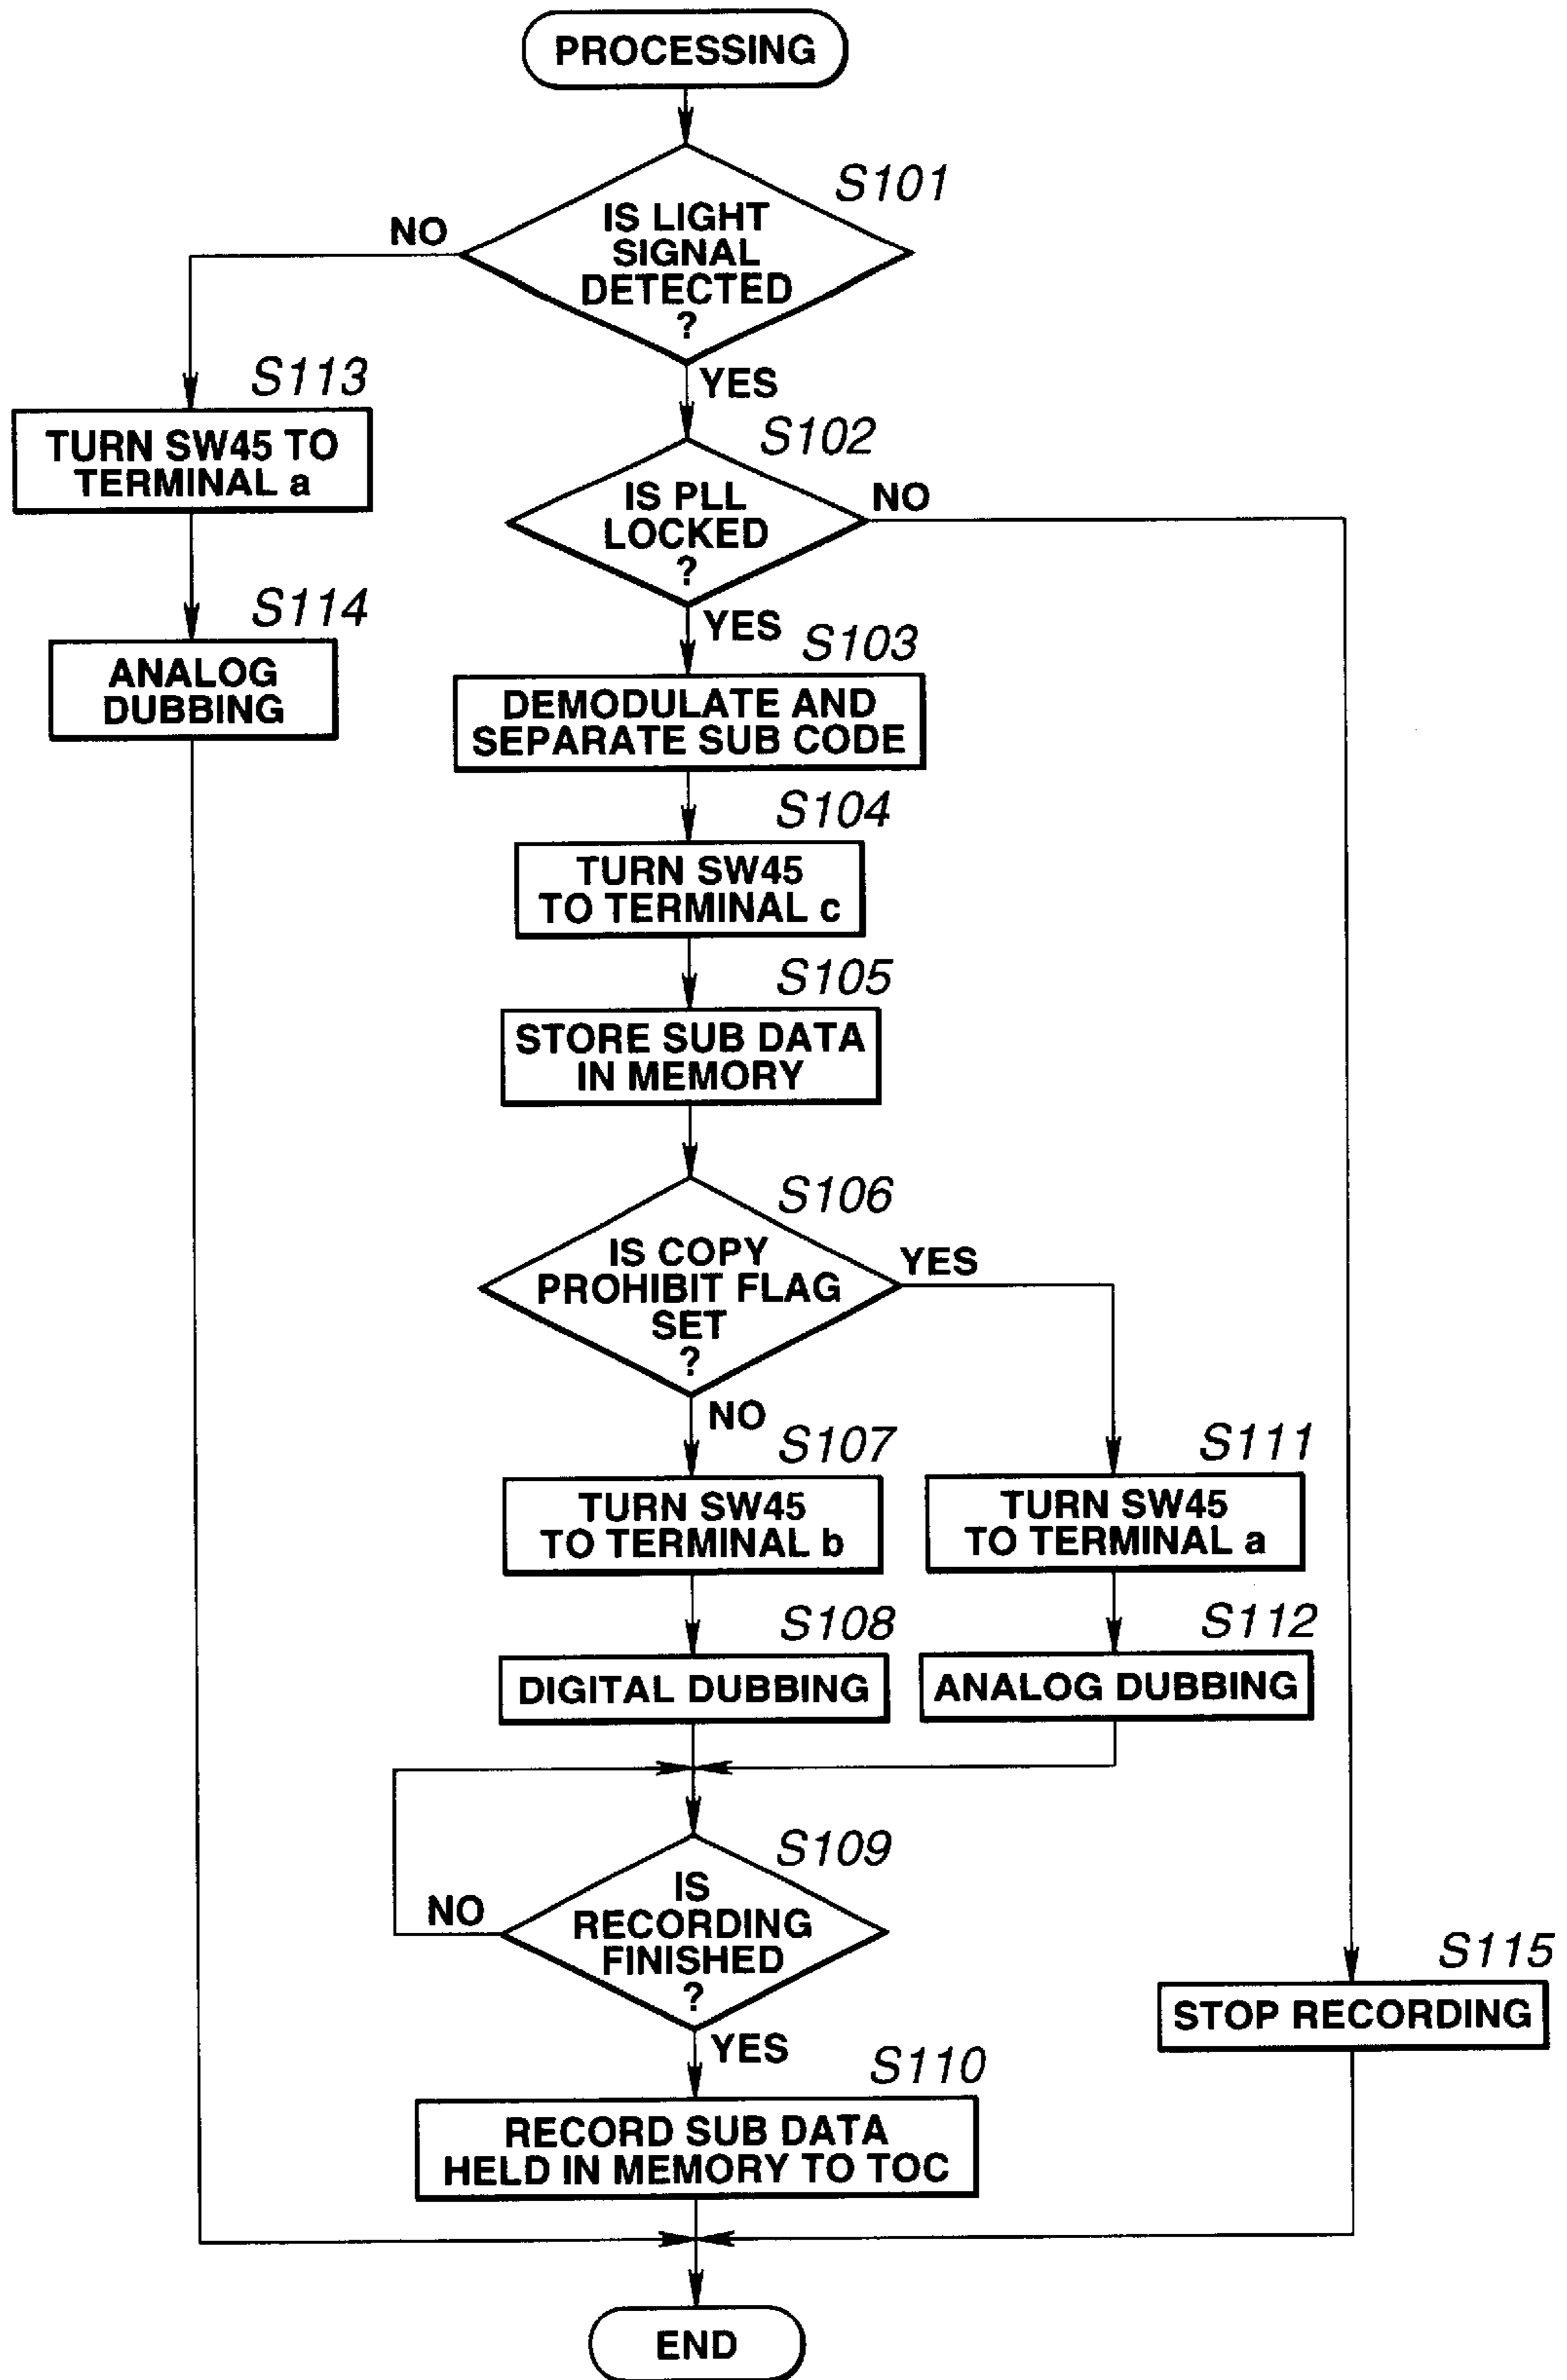 PROCESSING
S101
IS LIGHT
SIGNAL
DETECTED
?
NO
YES
S113
TURN SW45 TO
TERMINAL a
S114
ANALOG
DUBBING
S102
IS PLL
LOCKED
?
NO
YES
S103
DEMODULATE AND
SEPARATE SUB CODE
S104
TURN SW45
TO TERMINAL c
S105
STORE SUB DATA
IN MEMORY
S106
IS COPY
PROHIBIT FLAG
SET
?
YES
NO
S107
TURN SW45
TO TERMINAL b
S111
TURN SW45
TO TERMINAL a
S108
DIGITAL DUBBING
S112
ANALOG DUBBING
S109
IS
RECORDING
FINISHED
?
NO
YES
S115
STOP RECORDING
S110
RECORD SUB DATA
HELD IN MEMORY TO TOC
END